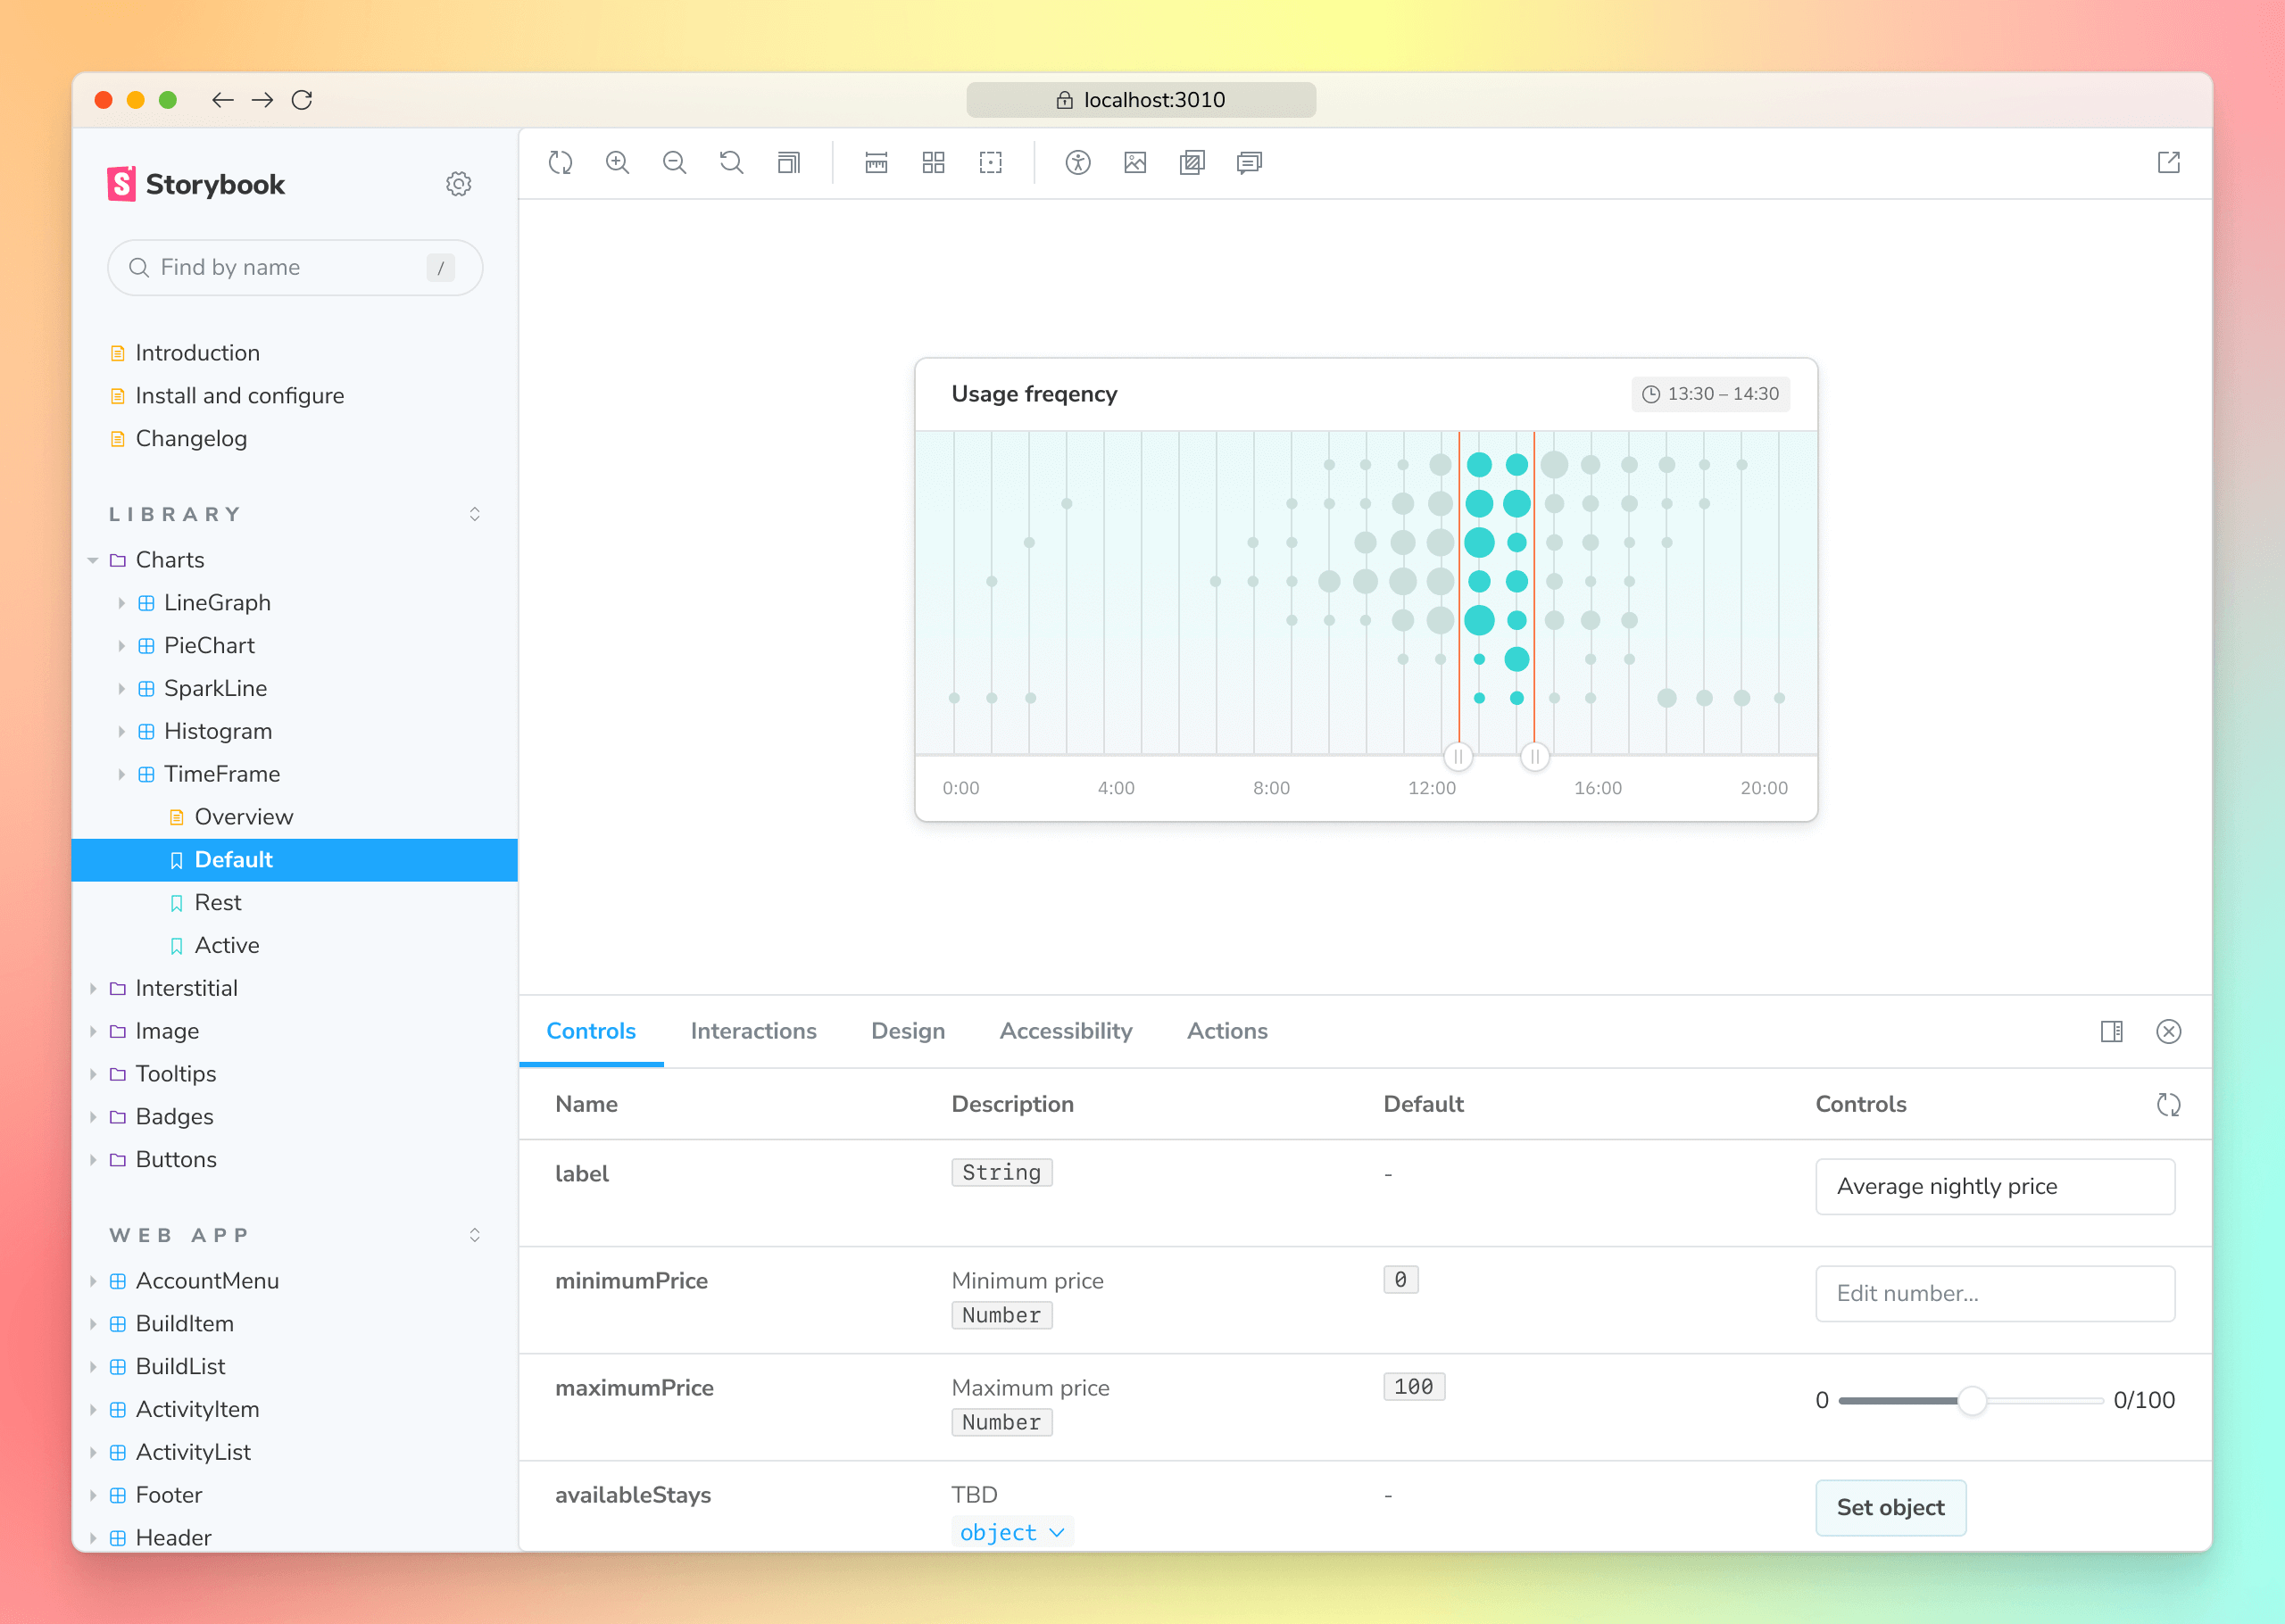 localhost:3010
Storybook
Find by name /
Introduction
Install and configure
Changelog
LIBRARY
Charts
LineGraph
PieChart
SparkLine
Histogram
TimeFrame
Overview
Default
Rest
Active
Interstitial
Image
Tooltips
Badges
Buttons
WEB APP
AccountMenu
BuildItem
BuildList
ActivityItem
ActivityList
Footer
Header
Usage freqency
13:30 – 14:30
0:00 4:00 8:00 12:00 16:00 20:00
Controls Interactions Design Accessibility Actions
Name Description Default Controls
label String - Average nightly price
minimumPrice Minimum price 0 Edit number...
Number
maximumPrice Maximum price 100 0 0/100
Number
availableStays TBD - Set object
object